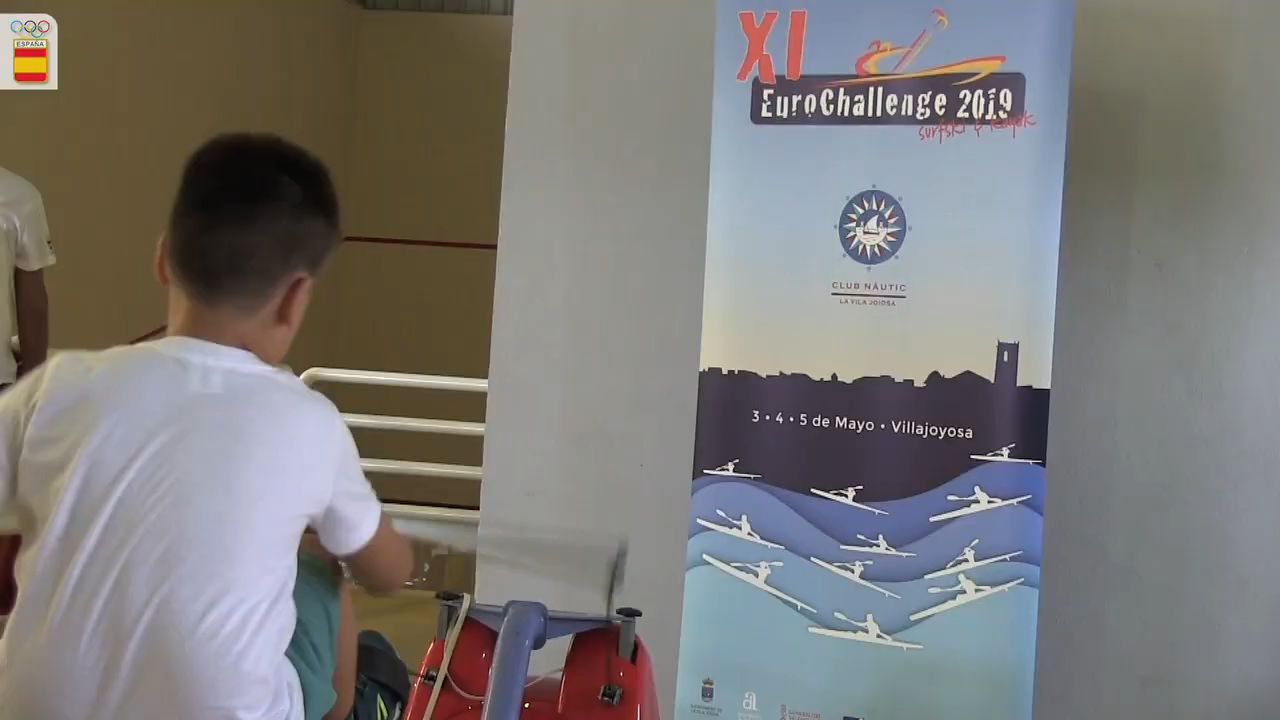 ESPAÑA
XI
EuroChallenge 2019
surfski & kayak
CLUB NÀUTIC
LA VILA JOIOSA
3 • 4 • 5 de Mayo • Villajoyosa